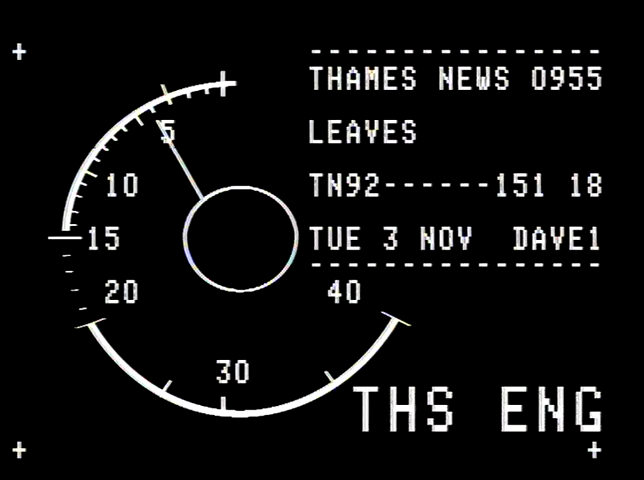 THAMES NEWS 0955
5
LEAVES
10
TN92------151 18
15
TUE 3 NOV DAVE1
20
40
30
THS ENG